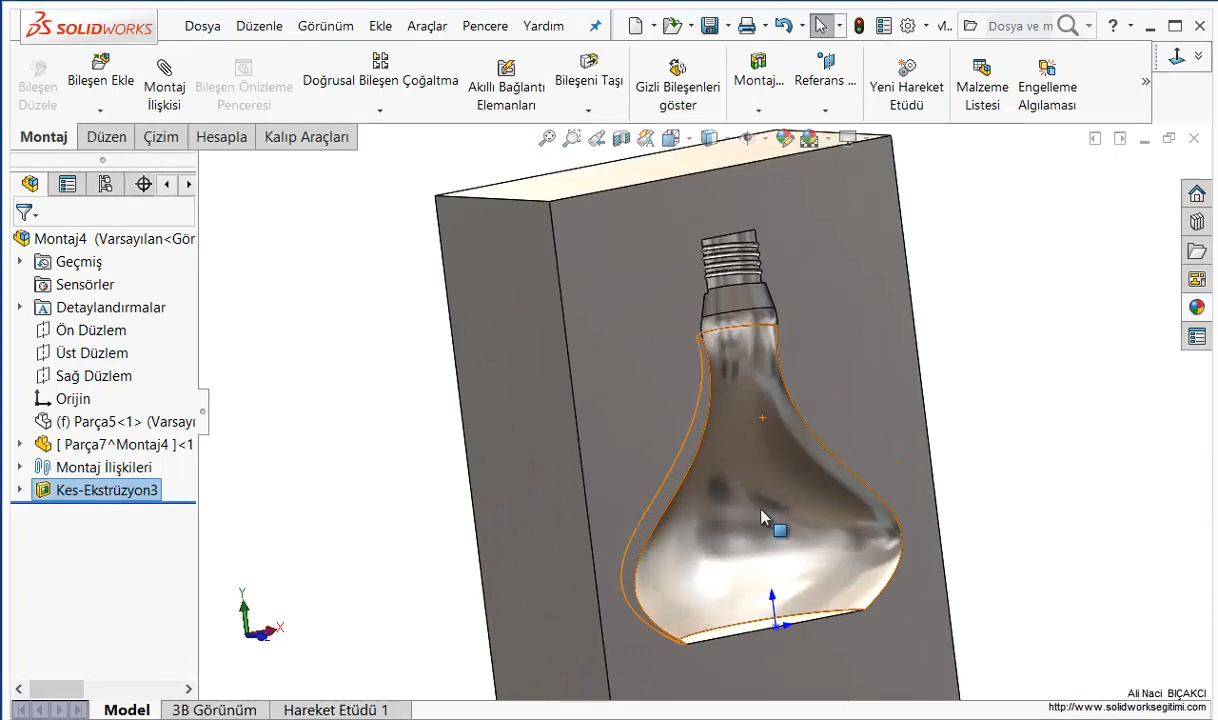 SOLIDWORKS
Dosya
Düzenle
Görünüm
Ekle
Araçlar
Pencere
Yardım
Dosya ve m
?
Bileşen Düzele
Bileşen Ekle
Montaj İlişkisi
Bileşen Önizleme Penceresi
Doğrusal Bileşen Çoğaltma
Akıllı Bağlantı Elemanları
Bileşeni Taşı
Gizli Bileşenleri göster
Montaj...
Referans ...
Yeni Hareket Etüdü
Malzeme Listesi
Engelleme Algılaması
Montaj
Düzen
Çizim
Hesapla
Kalıp Araçları
Montaj4 (Varsayılan<Gör
Geçmiş
Sensörler
Detaylandırmalar
Ön Düzlem
Üst Düzlem
Sağ Düzlem
Orijin
(f) Parça5<1> (Varsayı
[ Parça7^Montaj4 ]<1
Montaj İlişkileri
Kes-Ekstrüzyon3
Y
X
Ali Naci BIÇAKCI
http://www.solidworksegitimi.com
Model
3B Görünüm
Hareket Etüdü 1